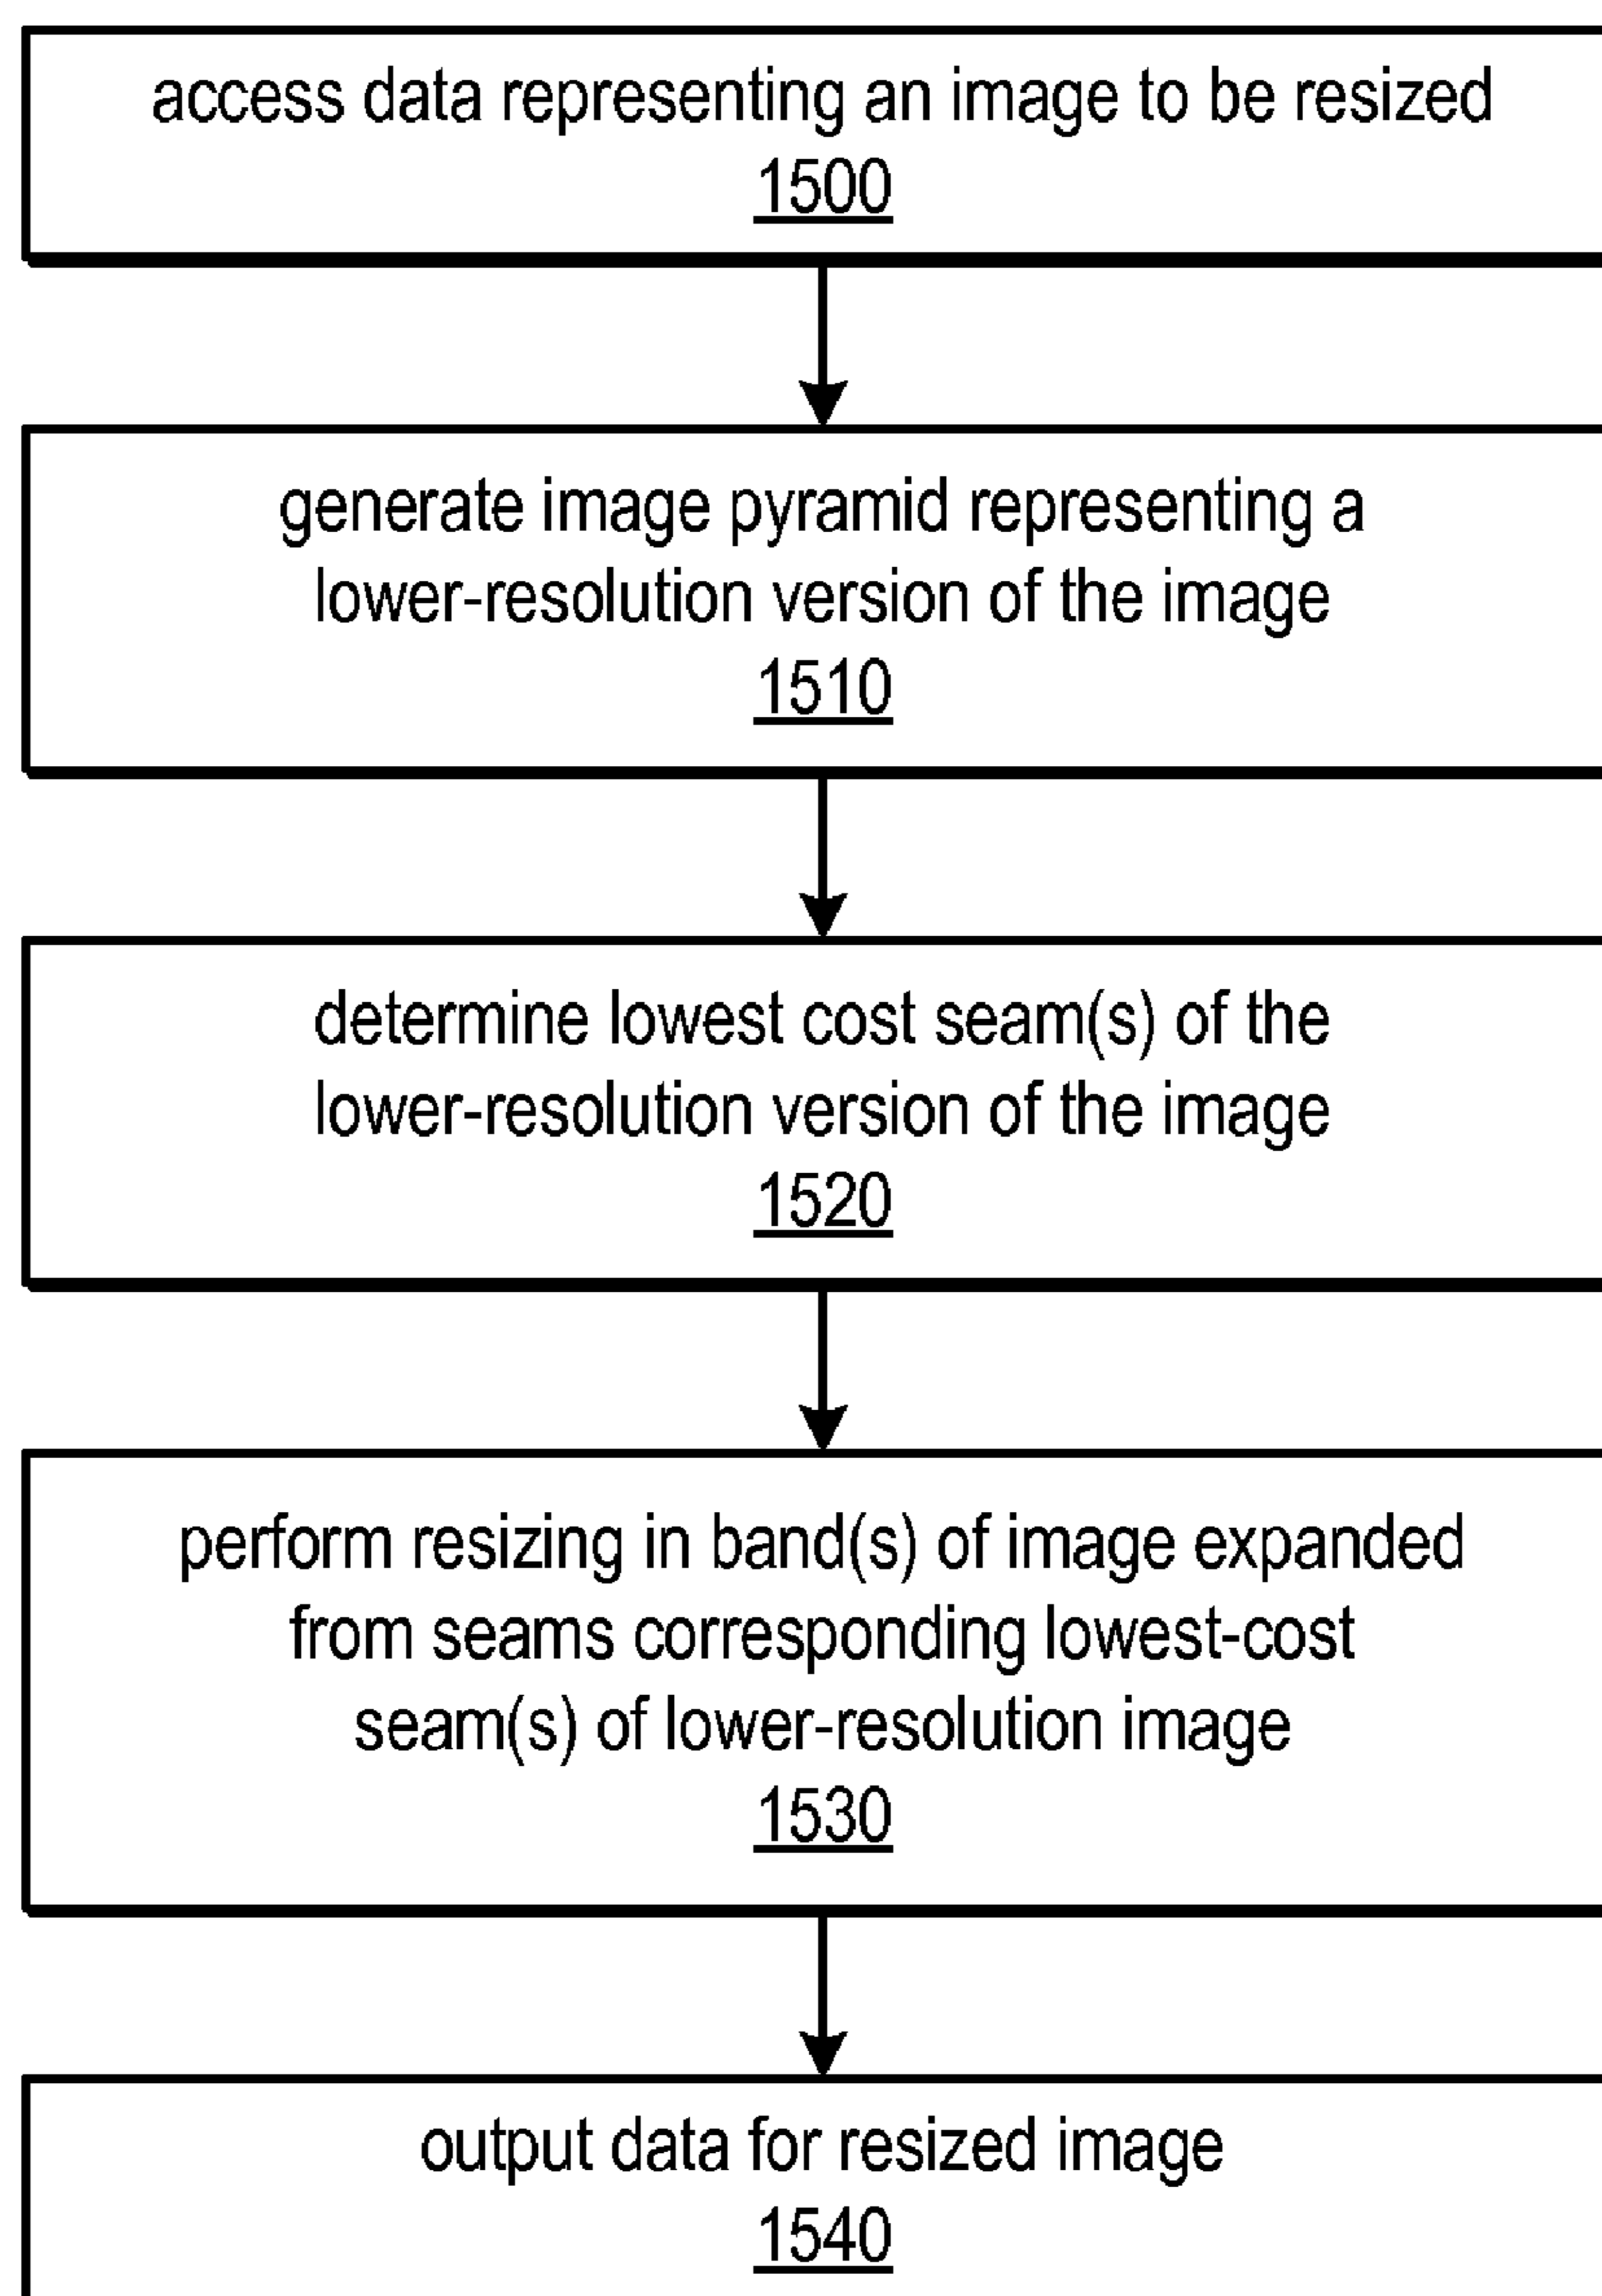 access data representing an image to be resized
1500
generate image pyramid representing a
lower-resolution version of the image
1510
determine lowest cost seam(s) of the
lower-resolution version of the image
1520
perform resizing in band(s) of image expanded
from seams corresponding lowest-cost
seam(s) of lower-resolution image
1530
output data for resized image
1540